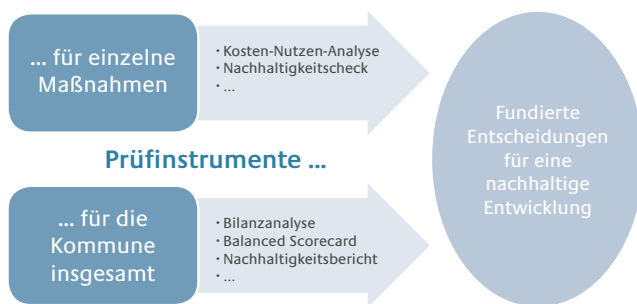 ... für einzelne
Maßnahmen
· Kosten-Nutzen-Analyse
· Nachhaltigkeitscheck
· ...
Prüfinstrumente ...
... für die
Kommune
insgesamt
· Bilanzanalyse
· Balanced Scorecard
· Nachhaltigkeitsbericht
· ...
Fundierte
Entscheidungen
für eine
nachhaltige
Entwicklung